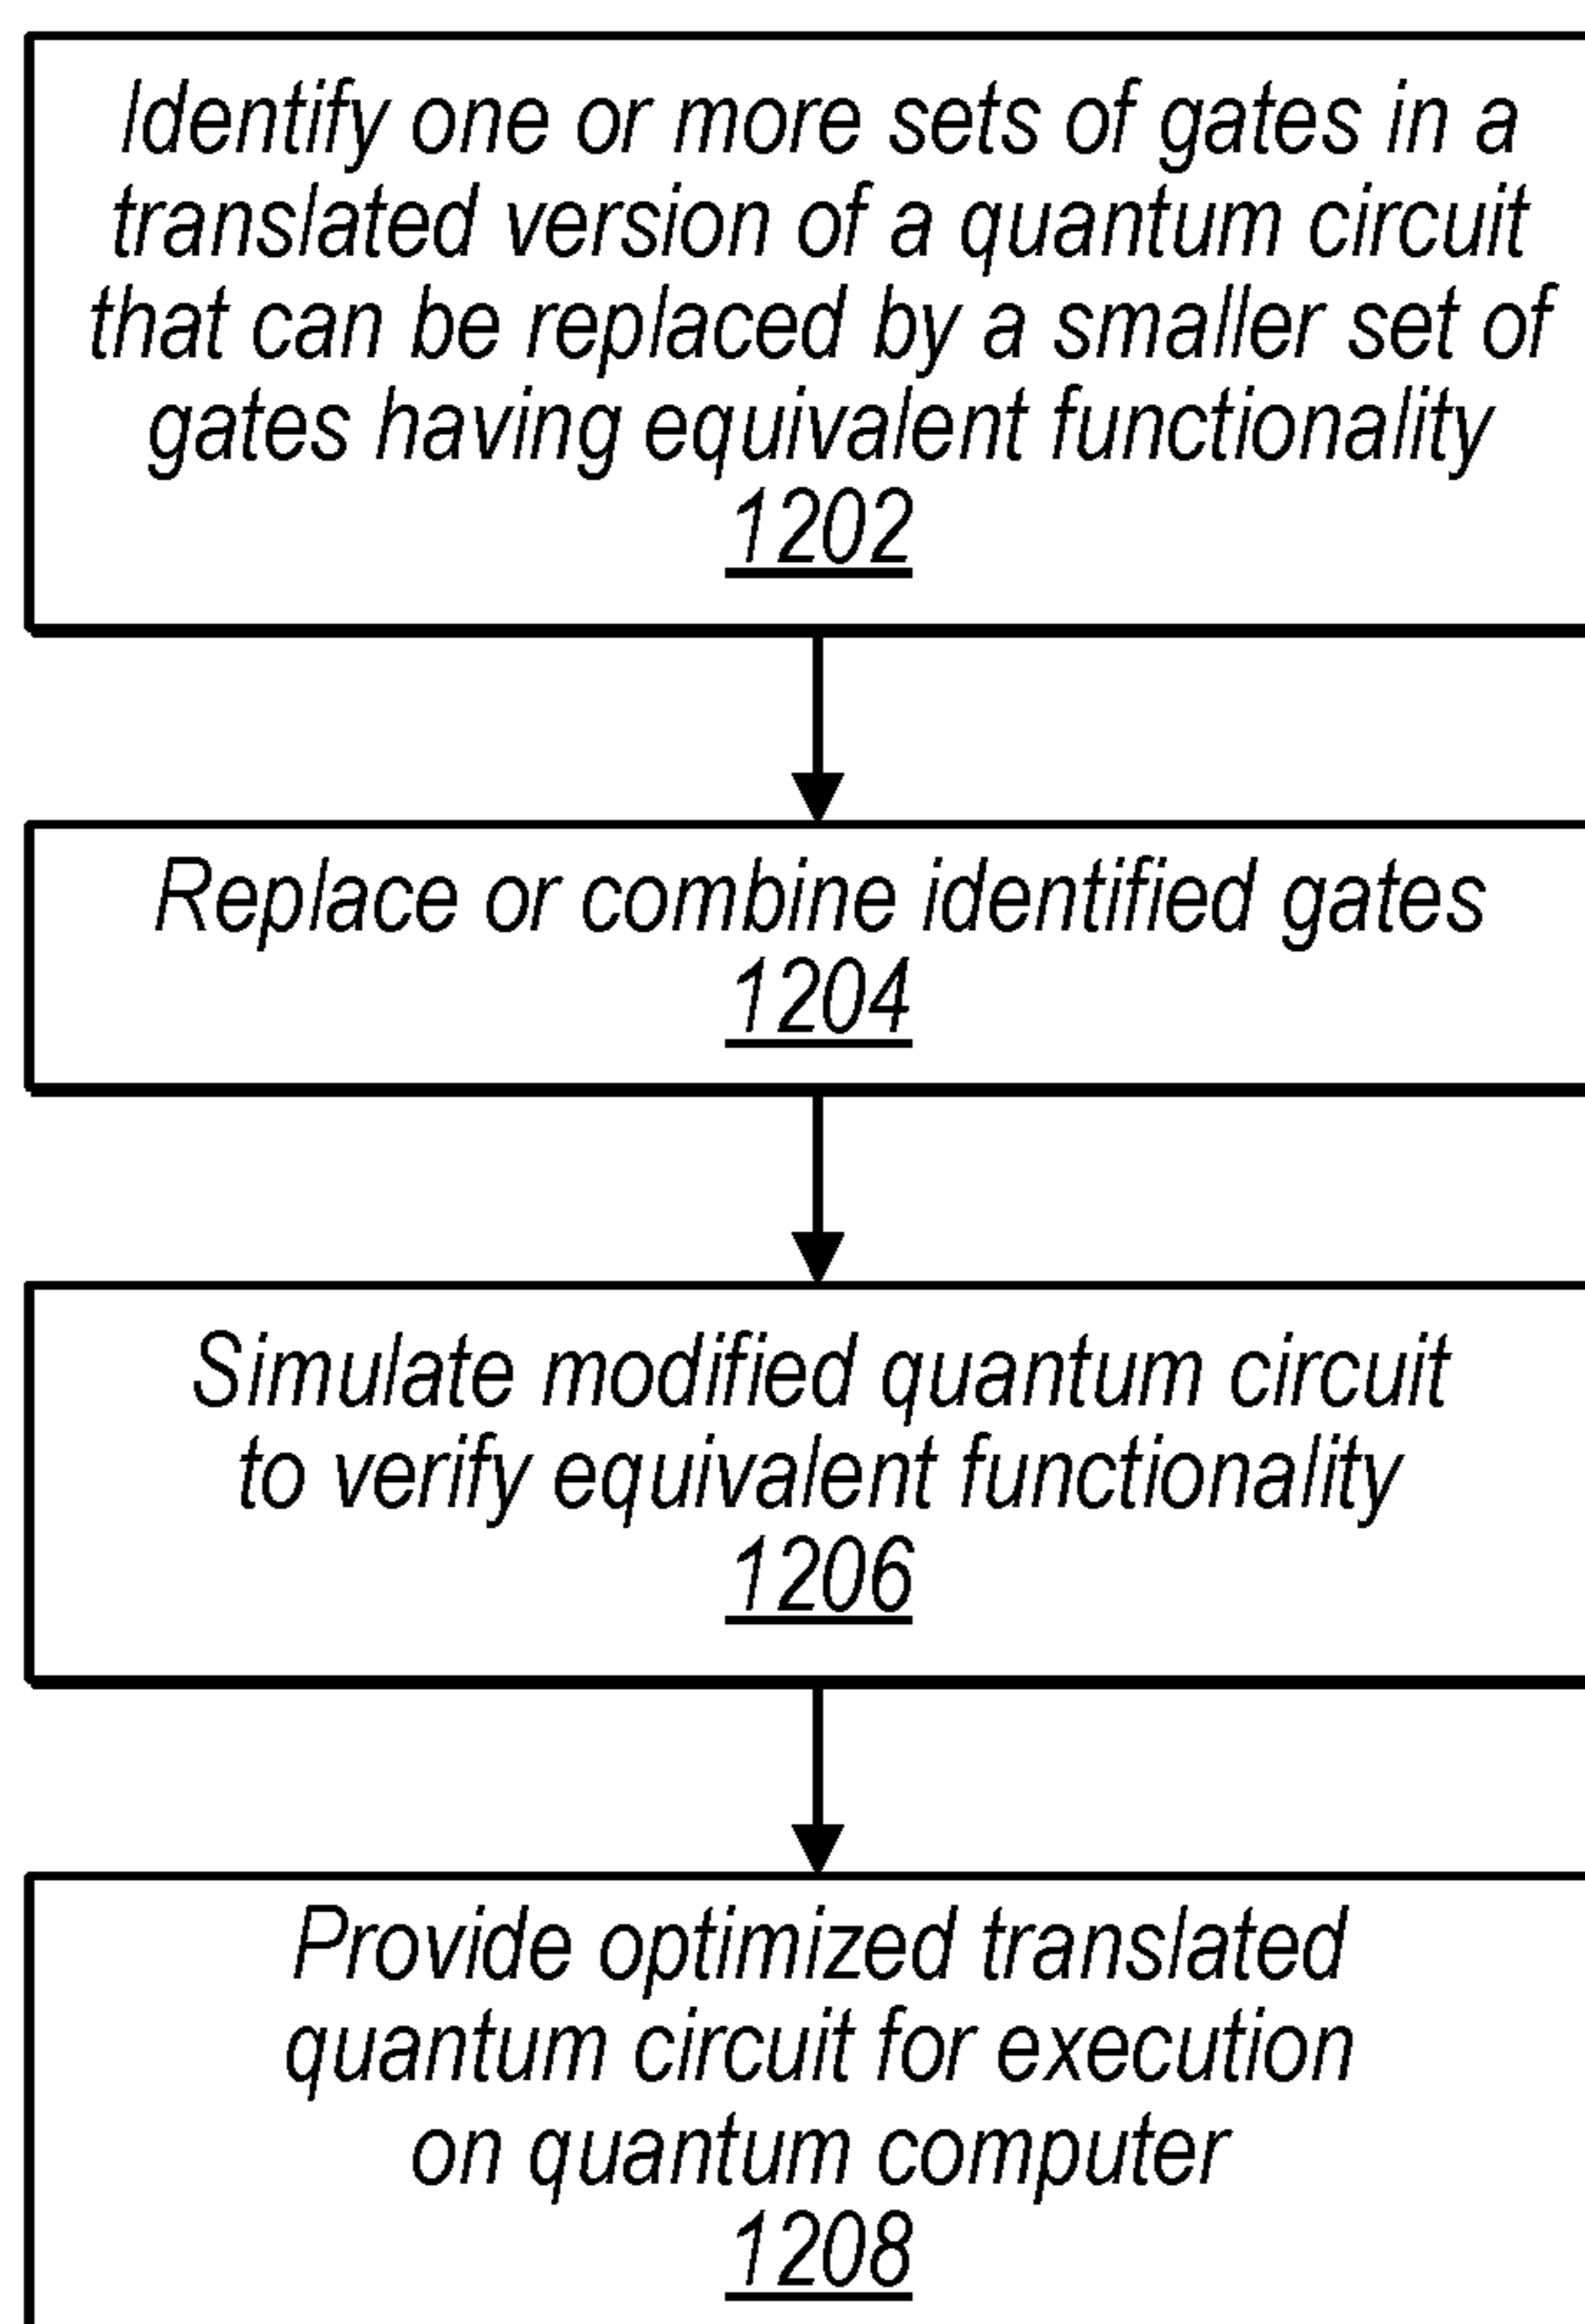 Identify one or more sets of gates in a
translated version of a quantum circuit
that can be replaced by a smaller set of
gates having equivalent functionality
1202
Replace or combine identified gates
1204
Simulate modified quantum circuit
to verify equivalent functionality
1206
Provide optimized translated
quantum circuit for execution
on quantum computer
1208